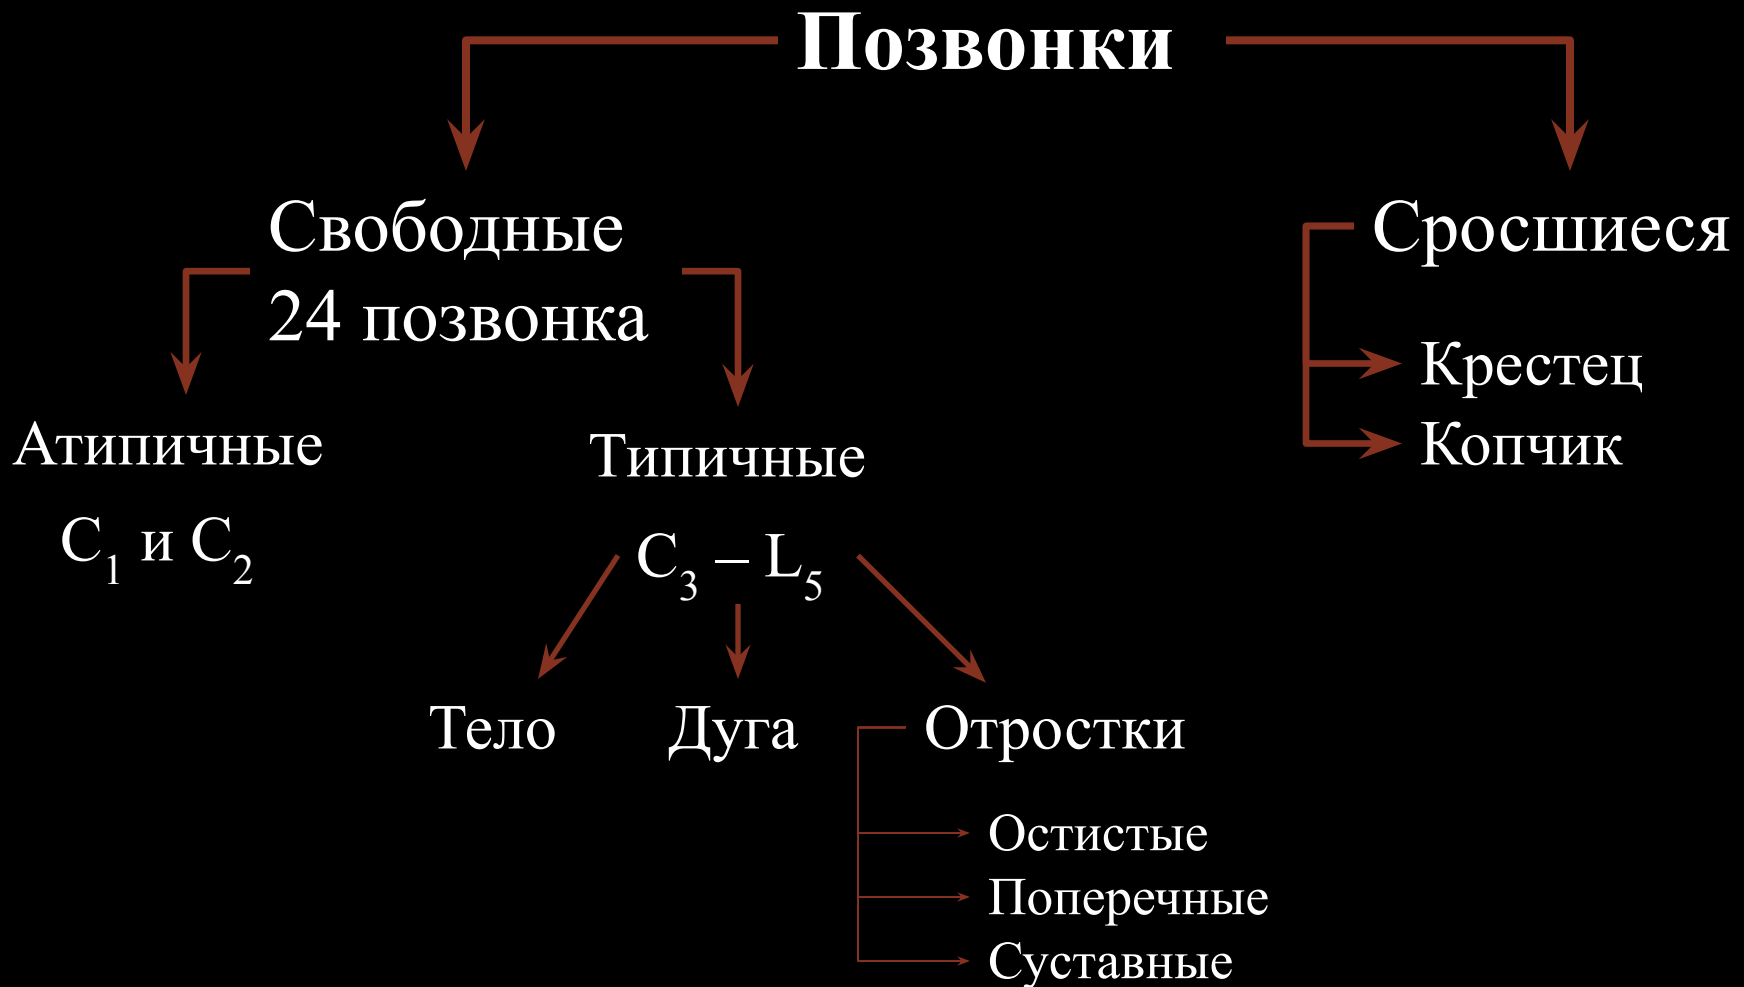 Позвонки
Свободные
24 позвонка
Сросшиеся
Крестец
Копчик
Атипичные
C₁ и C₂
Типичные
C₃ – L₅
Тело
Дуга
Отростки
Остистые
Поперечные
Суставные